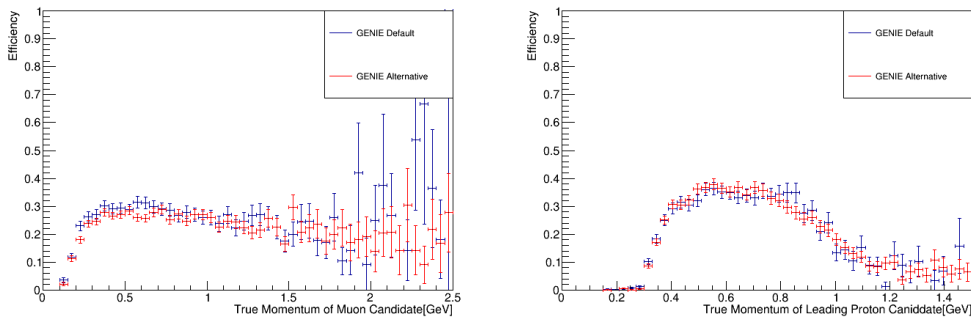 Efficiency
1
0.9
0.8
0.7
0.6
0.5
0.4
0.3
0.2
0.1
0
GENIE Default
GENIE Alternative
0 0.5 1 1.5 2 2.5
True Momentum of Muon Candidate[GeV]
Efficiency
1
0.9
0.8
0.7
0.6
0.5
0.4
0.3
0.2
0.1
0
GENIE Default
GENIE Alternative
0 0.2 0.4 0.6 0.8 1 1.2 1.4
True Momentum of Leading Proton Caniddate[GeV]